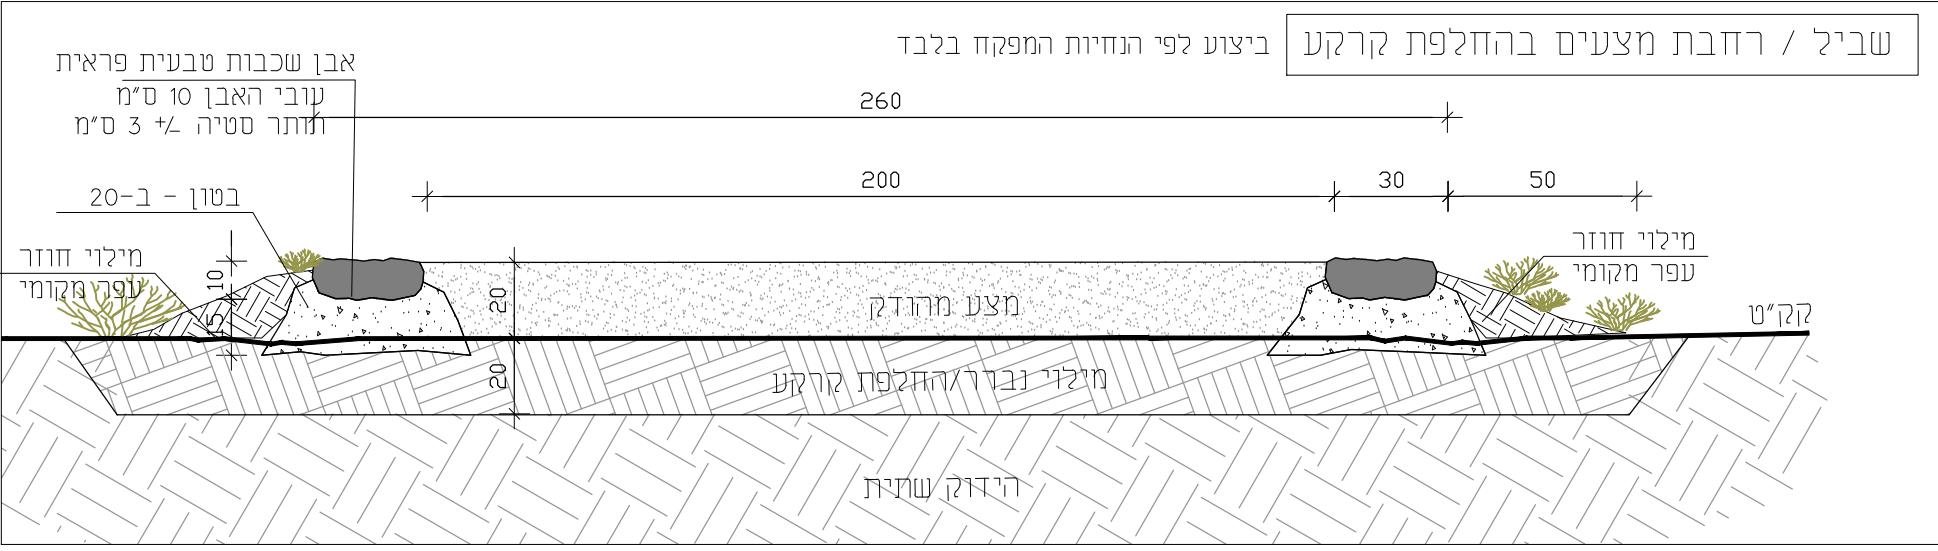 שביל / רחבת מצעים בהחלפת קרקע
ביצוע לפי הנחיות המפקח בלבד
אבן שכבות טבעית פראית
עובי האבן 10 ס"מ
תותר סטיה +/- 3 ס"מ
260
200
30
50
בטון - ב-20
מילוי חוזר
עפר מקומי
מילוי חוזר
עפר מקומי
10
15
20
20
מצע מהודק
קק"ט
מילוי נברר/החלפת קרקע
הידוק שתית